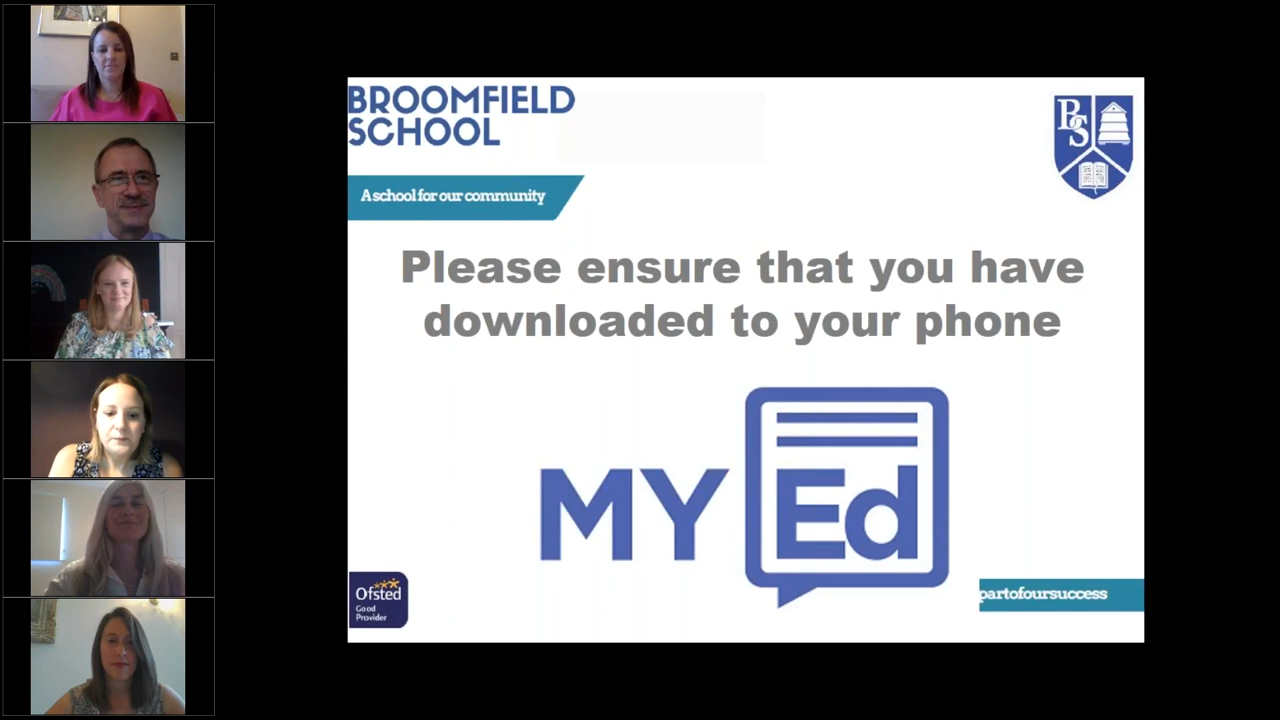 BROOMFIELD
SCHOOL
BS
A school for our community
Please ensure that you have
downloaded to your phone
MY Ed
Ofsted
Good
Provider
partofoursuccess